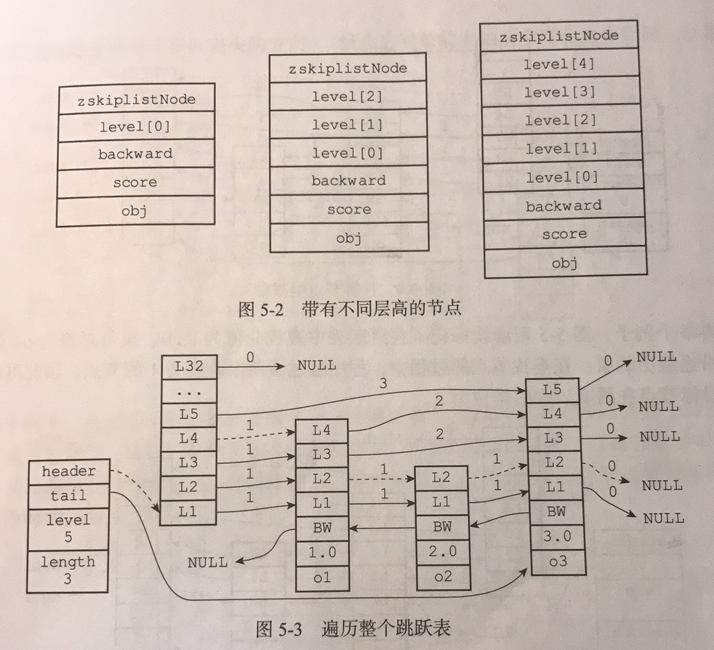 zskiplistNode
level[0]
backward
score
obj
zskiplistNode
level[2]
level[1]
level[0]
backward
score
obj
zskiplistNode
level[4]
level[3]
level[2]
level[1]
level[0]
backward
score
obj
图 5-2 带有不同层高的节点
header
tail
level
5
length
3
L32
...
L5
L4
L3
L2
L1
0
NULL
3
1
1
1
1
L4
L3
L2
L1
BW
1.0
o1
NULL
2
2
1
1
L2
L1
BW
2.0
o2
1
1
L5
L4
L3
L2
L1
BW
3.0
o3
0
NULL
0
NULL
0
NULL
0
NULL
0
NULL
图 5-3 遍历整个跳跃表